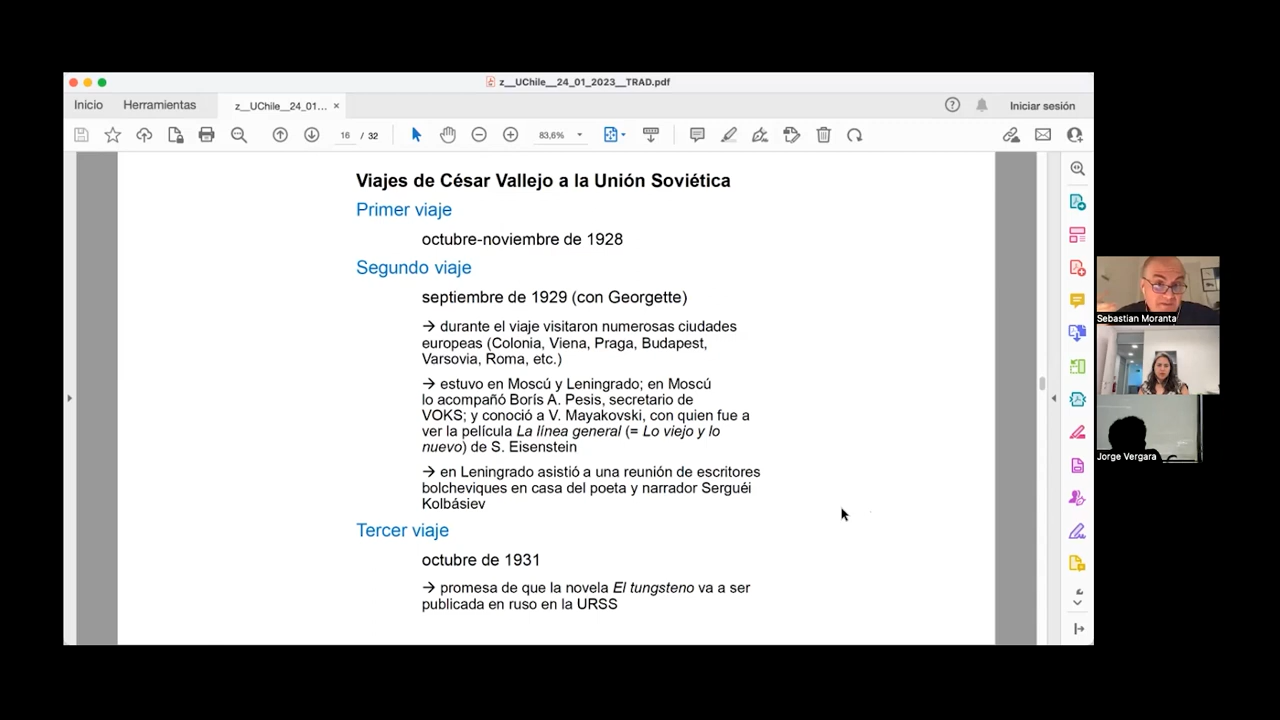 z__UChile__24_01_2023__TRAD.pdf
Inicio Herramientas z__UChile__24_01... × Iniciar sesión
16 / 32 83,6%
Viajes de César Vallejo a la Unión Soviética
Primer viaje
octubre-noviembre de 1928
Segundo viaje
septiembre de 1929 (con Georgette)
→ durante el viaje visitaron numerosas ciudades
europeas (Colonia, Viena, Praga, Budapest,
Varsovia, Roma, etc.)
→ estuvo en Moscú y Leningrado; en Moscú
lo acompañó Borís A. Pesis, secretario de
VOKS; y conoció a V. Mayakovski, con quien fue a
ver la película La línea general (= Lo viejo y lo
nuevo) de S. Eisenstein
→ en Leningrado asistió a una reunión de escritores
bolcheviques en casa del poeta y narrador Serguéi
Kolbásiev
Tercer viaje
octubre de 1931
→ promesa de que la novela El tungsteno va a ser
publicada en ruso en la URSS
Sebastian Moranta
Jorge Vergara